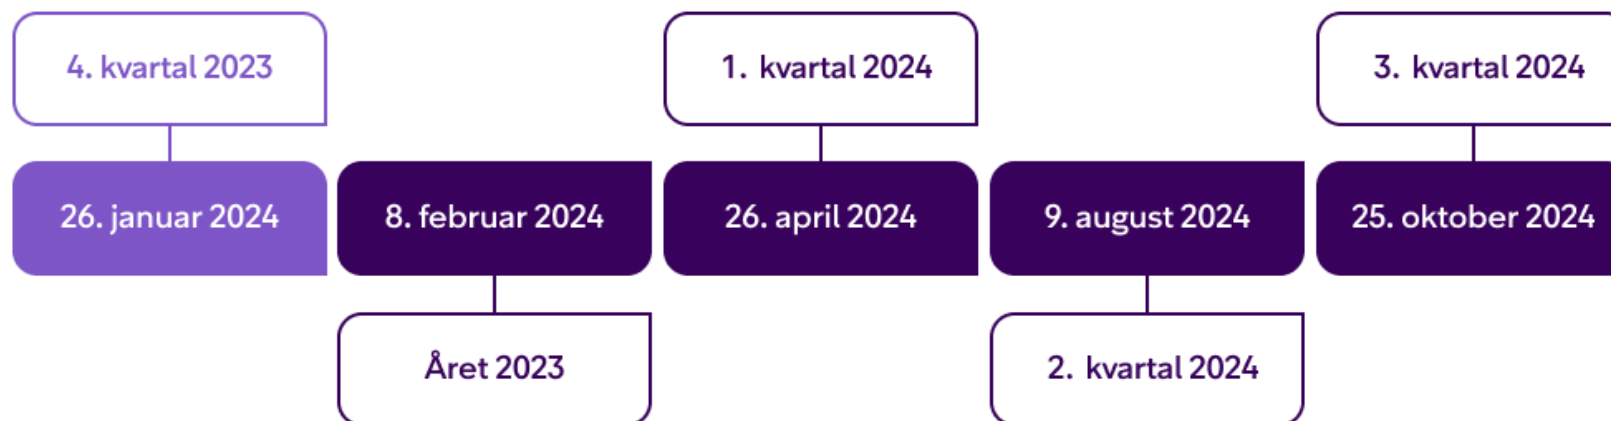 4. kvartal 2023
1. kvartal 2024
3. kvartal 2024
26. januar 2024
8. februar 2024
26. april 2024
9. august 2024
25. oktober 2024
Året 2023
2. kvartal 2024